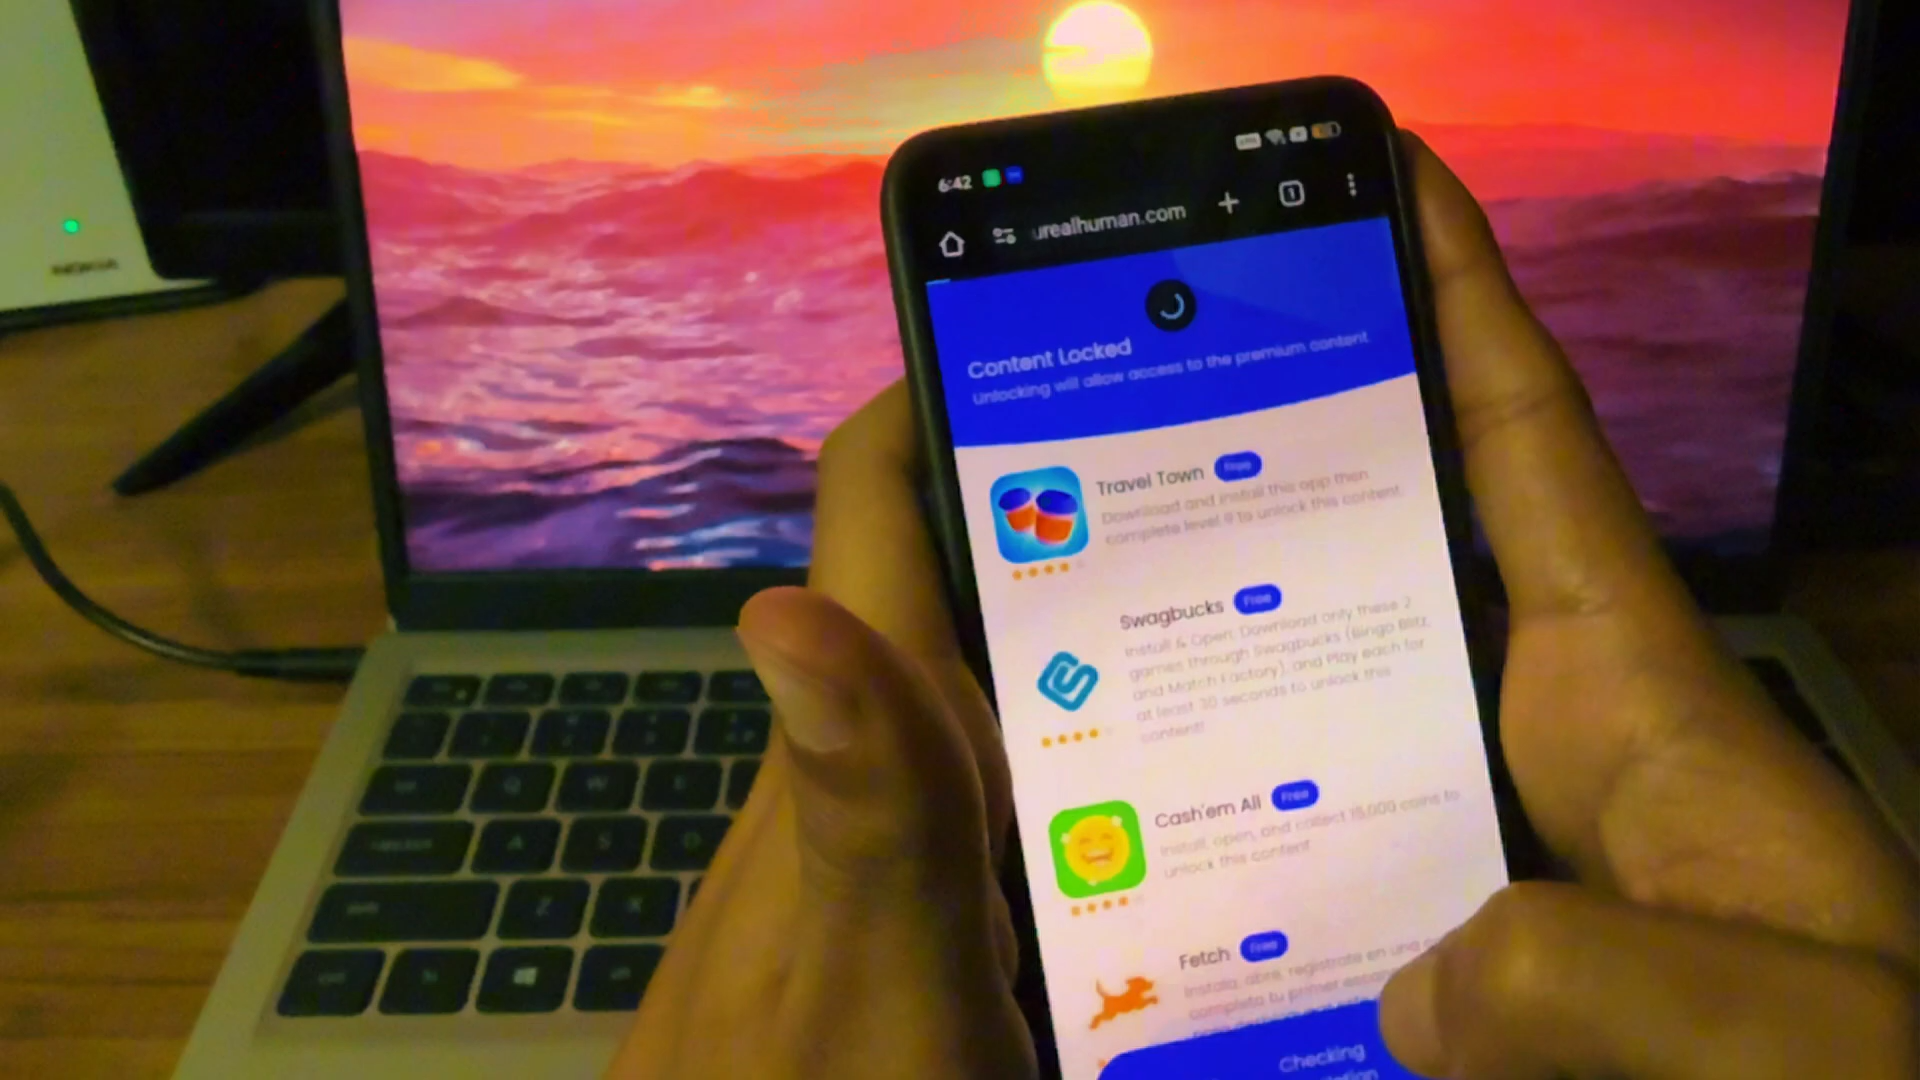 NOKIA
6:42
urealhuman.com
1
Content Locked
Unlocking will allow access to the premium content.
Travel Town Free
Download and install this app then
complete level 9 to unlock this content.
Swagbucks Free
Install & Open. Download only these 2
games through Swagbucks (Bingo Blitz,
and Match Factory), and Play each for
at least 30 seconds to unlock this
content!
Cash'em All Free
Install, open, and collect 15,000 coins to
unlock this content
Fetch Free
Instala, abre, registrate en una
completa tu primer
Checking
Q W E
A S D
Z X